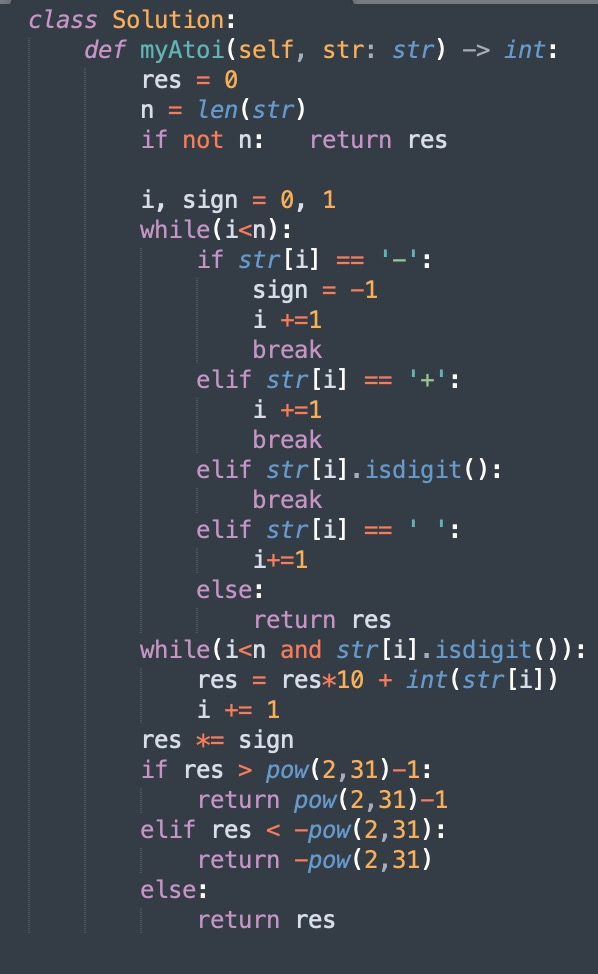 class Solution:
    def myAtoi(self, str: str) -> int:
        res = 0
        n = len(str)
        if not n:   return res

        i, sign = 0, 1
        while(i<n):
            if str[i] == '-':
                sign = -1
                i +=1
                break
            elif str[i] == '+':
                i +=1
                break
            elif str[i].isdigit():
                break
            elif str[i] == ' ':
                i+=1
            else:
                return res
        while(i<n and str[i].isdigit()):
            res = res*10 + int(str[i])
            i += 1
        res *= sign
        if res > pow(2,31)-1:
            return pow(2,31)-1
        elif res < -pow(2,31):
            return -pow(2,31)
        else:
            return res